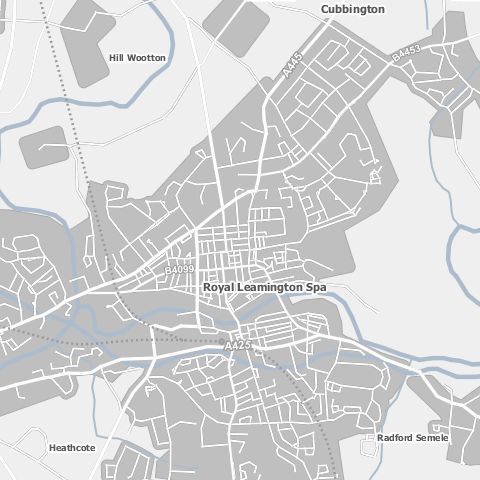 Cubbington
Hill Wootton
A445
B4453
B4099
Royal Leamington Spa
A425
Heathcote
Radford Semele